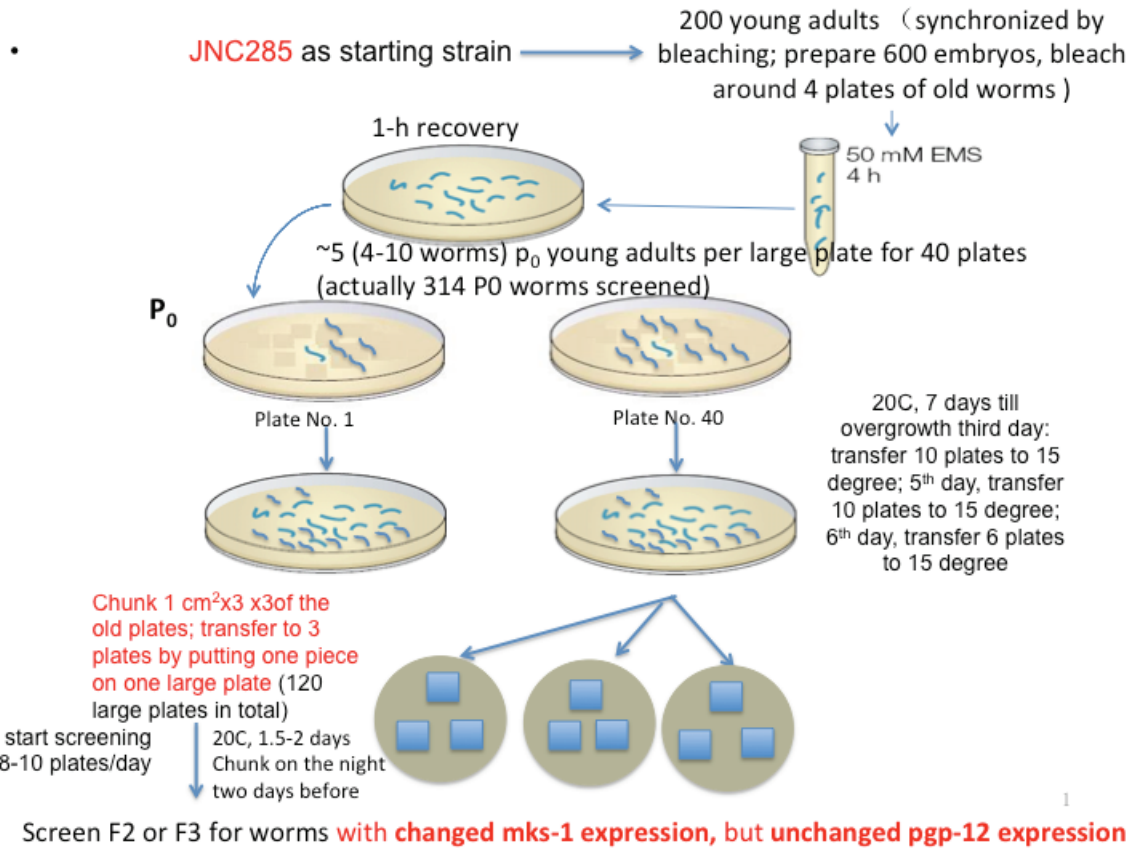 • JNC285 as starting strain
200 young adults （synchronized by
bleaching; prepare 600 embryos, bleach
around 4 plates of old worms )
50 mM EMS
4 h
1-h recovery
~5 (4-10 worms) p₀ young adults per large plate for 40 plates
(actually 314 P0 worms screened)
P₀
Plate No. 1
Plate No. 40
20C, 7 days till
overgrowth third day:
transfer 10 plates to 15
degree; 5th day, transfer
10 plates to 15 degree;
6th day, transfer 6 plates
to 15 degree
Chunk 1 cm²x3 x3of the
old plates; transfer to 3
plates by putting one piece
on one large plate (120
large plates in total)
start screening
8-10 plates/day
20C, 1.5-2 days
Chunk on the night
two days before
1
Screen F2 or F3 for worms with changed mks-1 expression, but unchanged pgp-12 expression